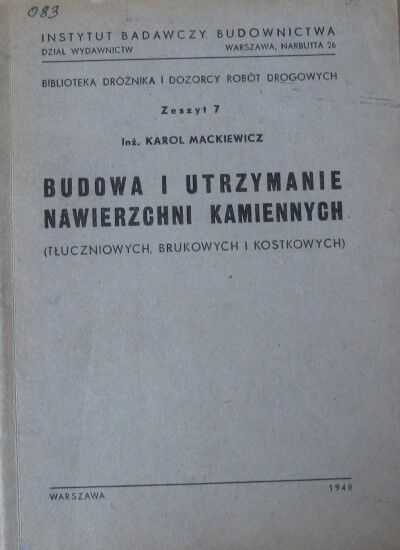 083
INSTYTUT BADAWCZY BUDOWNICTWA
DZIAŁ WYDAWNICTW WARSZAWA, NARBUTTA 26
BIBLIOTEKA DRÓŻNIKA I DOZORCY ROBÓT DROGOWYCH
Zeszyt 7
Inż. KAROL MACKIEWICZ
BUDOWA I UTRZYMANIE
NAWIERZCHNI KAMIENNYCH
(TŁUCZNIOWYCH, BRUKOWYCH I KOSTKOWYCH)
WARSZAWA 1948